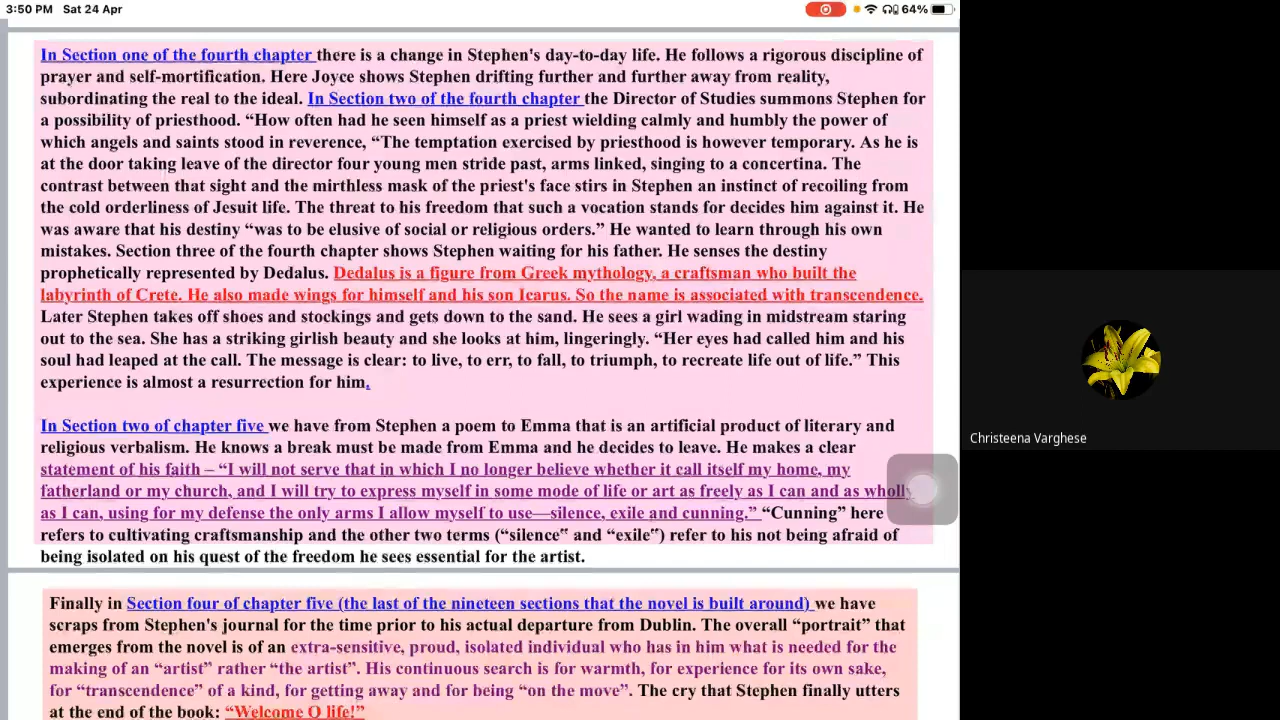 3:50 PM Sat 24 Apr
64%
In Section one of the fourth chapter there is a change in Stephen's day-to-day life. He follows a rigorous discipline of
prayer and self-mortification. Here Joyce shows Stephen drifting further and further away from reality,
subordinating the real to the ideal. In Section two of the fourth chapter the Director of Studies summons Stephen for
a possibility of priesthood. “How often had he seen himself as a priest wielding calmly and humbly the power of
which angels and saints stood in reverence, “The temptation exercised by priesthood is however temporary. As he is
at the door taking leave of the director four young men stride past, arms linked, singing to a concertina. The
contrast between that sight and the mirthless mask of the priest's face stirs in Stephen an instinct of recoiling from
the cold orderliness of Jesuit life. The threat to his freedom that such a vocation stands for decides him against it. He
was aware that his destiny “was to be elusive of social or religious orders.” He wanted to learn through his own
mistakes. Section three of the fourth chapter shows Stephen waiting for his father. He senses the destiny
prophetically represented by Dedalus. Dedalus is a figure from Greek mythology, a craftsman who built the
labyrinth of Crete. He also made wings for himself and his son Icarus. So the name is associated with transcendence.
Later Stephen takes off shoes and stockings and gets down to the sand. He sees a girl wading in midstream staring
out to the sea. She has a striking girlish beauty and she looks at him, lingeringly. “Her eyes had called him and his
soul had leaped at the call. The message is clear: to live, to err, to fall, to triumph, to recreate life out of life.” This
experience is almost a resurrection for him.
In Section two of chapter five we have from Stephen a poem to Emma that is an artificial product of literary and
religious verbalism. He knows a break must be made from Emma and he decides to leave. He makes a clear
statement of his faith – “I will not serve that in which I no longer believe whether it call itself my home, my
fatherland or my church, and I will try to express myself in some mode of life or art as freely as I can and as wholly
as I can, using for my defense the only arms I allow myself to use—silence, exile and cunning.” “Cunning” here
refers to cultivating craftsmanship and the other two terms (“silence‟ and “exile‟) refer to his not being afraid of
being isolated on his quest of the freedom he sees essential for the artist.
Finally in Section four of chapter five (the last of the nineteen sections that the novel is built around) we have
scraps from Stephen's journal for the time prior to his actual departure from Dublin. The overall “portrait” that
emerges from the novel is of an extra-sensitive, proud, isolated individual who has in him what is needed for the
making of an “artist” rather “the artist”. His continuous search is for warmth, for experience for its own sake,
for “transcendence” of a kind, for getting away and for being “on the move”. The cry that Stephen finally utters
at the end of the book: “Welcome O life!”
Christeena Varghese